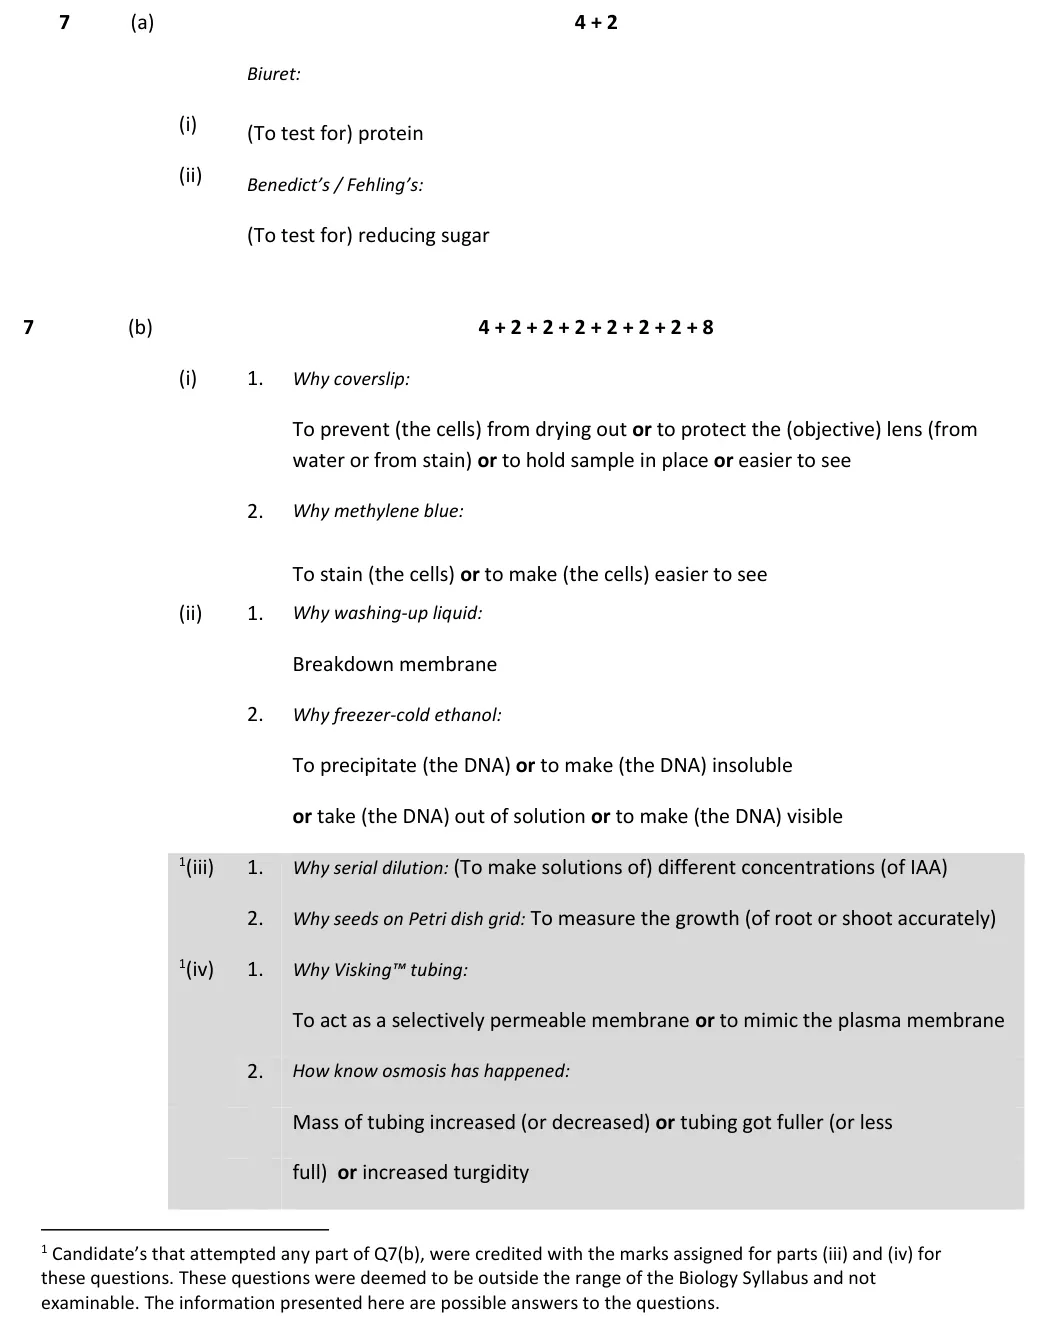 7 (a) 4 + 2
Biuret:
(i) (To test for) protein
(ii) Benedict’s / Fehling’s:
(To test for) reducing sugar
7 (b) 4 + 2 + 2 + 2 + 2 + 2 + 2 + 8
(i) 1. Why coverslip:
To prevent (the cells) from drying out or to protect the (objective) lens (from
water or from stain) or to hold sample in place or easier to see
2. Why methylene blue:
To stain (the cells) or to make (the cells) easier to see
(ii) 1. Why washing-up liquid:
Breakdown membrane
2. Why freezer-cold ethanol:
To precipitate (the DNA) or to make (the DNA) insoluble
or take (the DNA) out of solution or to make (the DNA) visible
1(iii) 1. Why serial dilution: (To make solutions of) different concentrations (of IAA)
2. Why seeds on Petri dish grid: To measure the growth (of root or shoot accurately)
1(iv) 1. Why Visking™ tubing:
To act as a selectively permeable membrane or to mimic the plasma membrane
2. How know osmosis has happened:
Mass of tubing increased (or decreased) or tubing got fuller (or less
full) or increased turgidity
1 Candidate’s that attempted any part of Q7(b), were credited with the marks assigned for parts (iii) and (iv) for
these questions. These questions were deemed to be outside the range of the Biology Syllabus and not
examinable. The information presented here are possible answers to the questions.